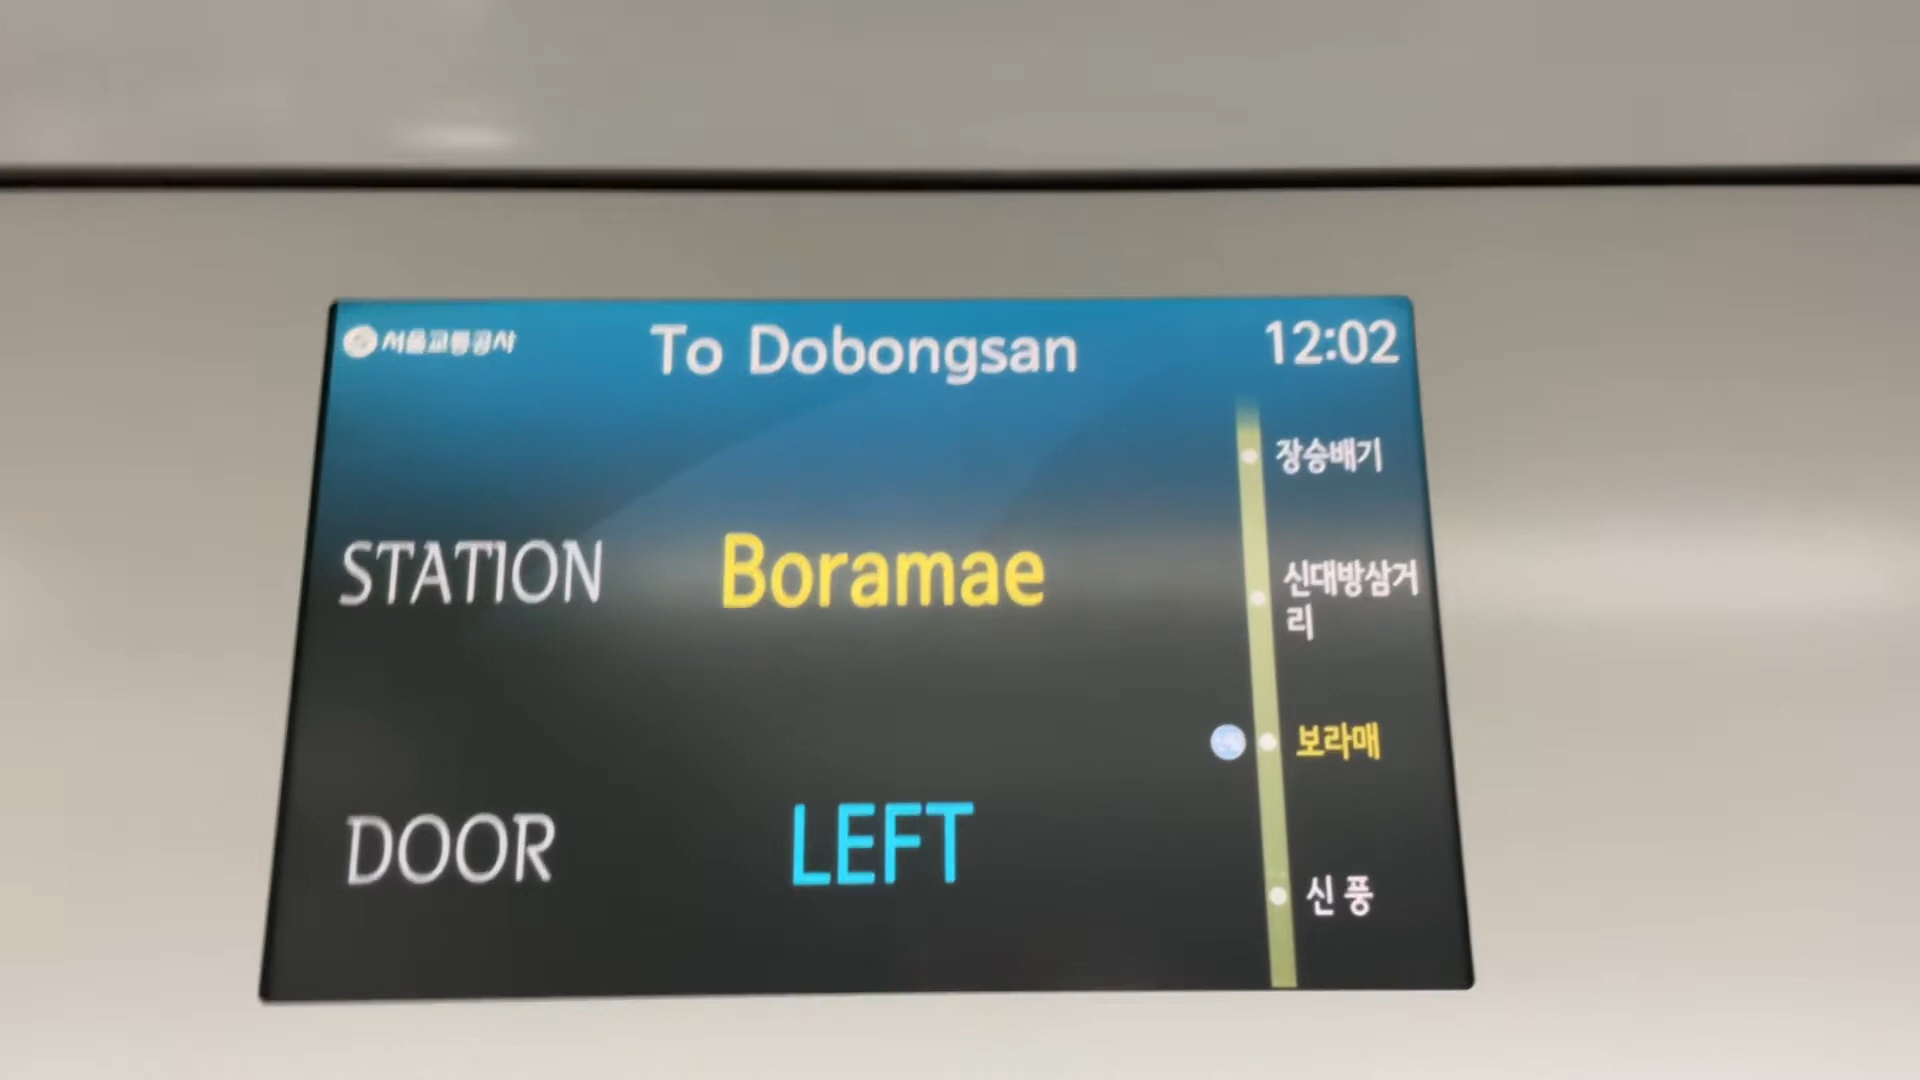 서울교통공사
To Dobongsan
12:02
STATION Boramae
DOOR LEFT
장승배기
신대방삼거
리
보라매
신 풍